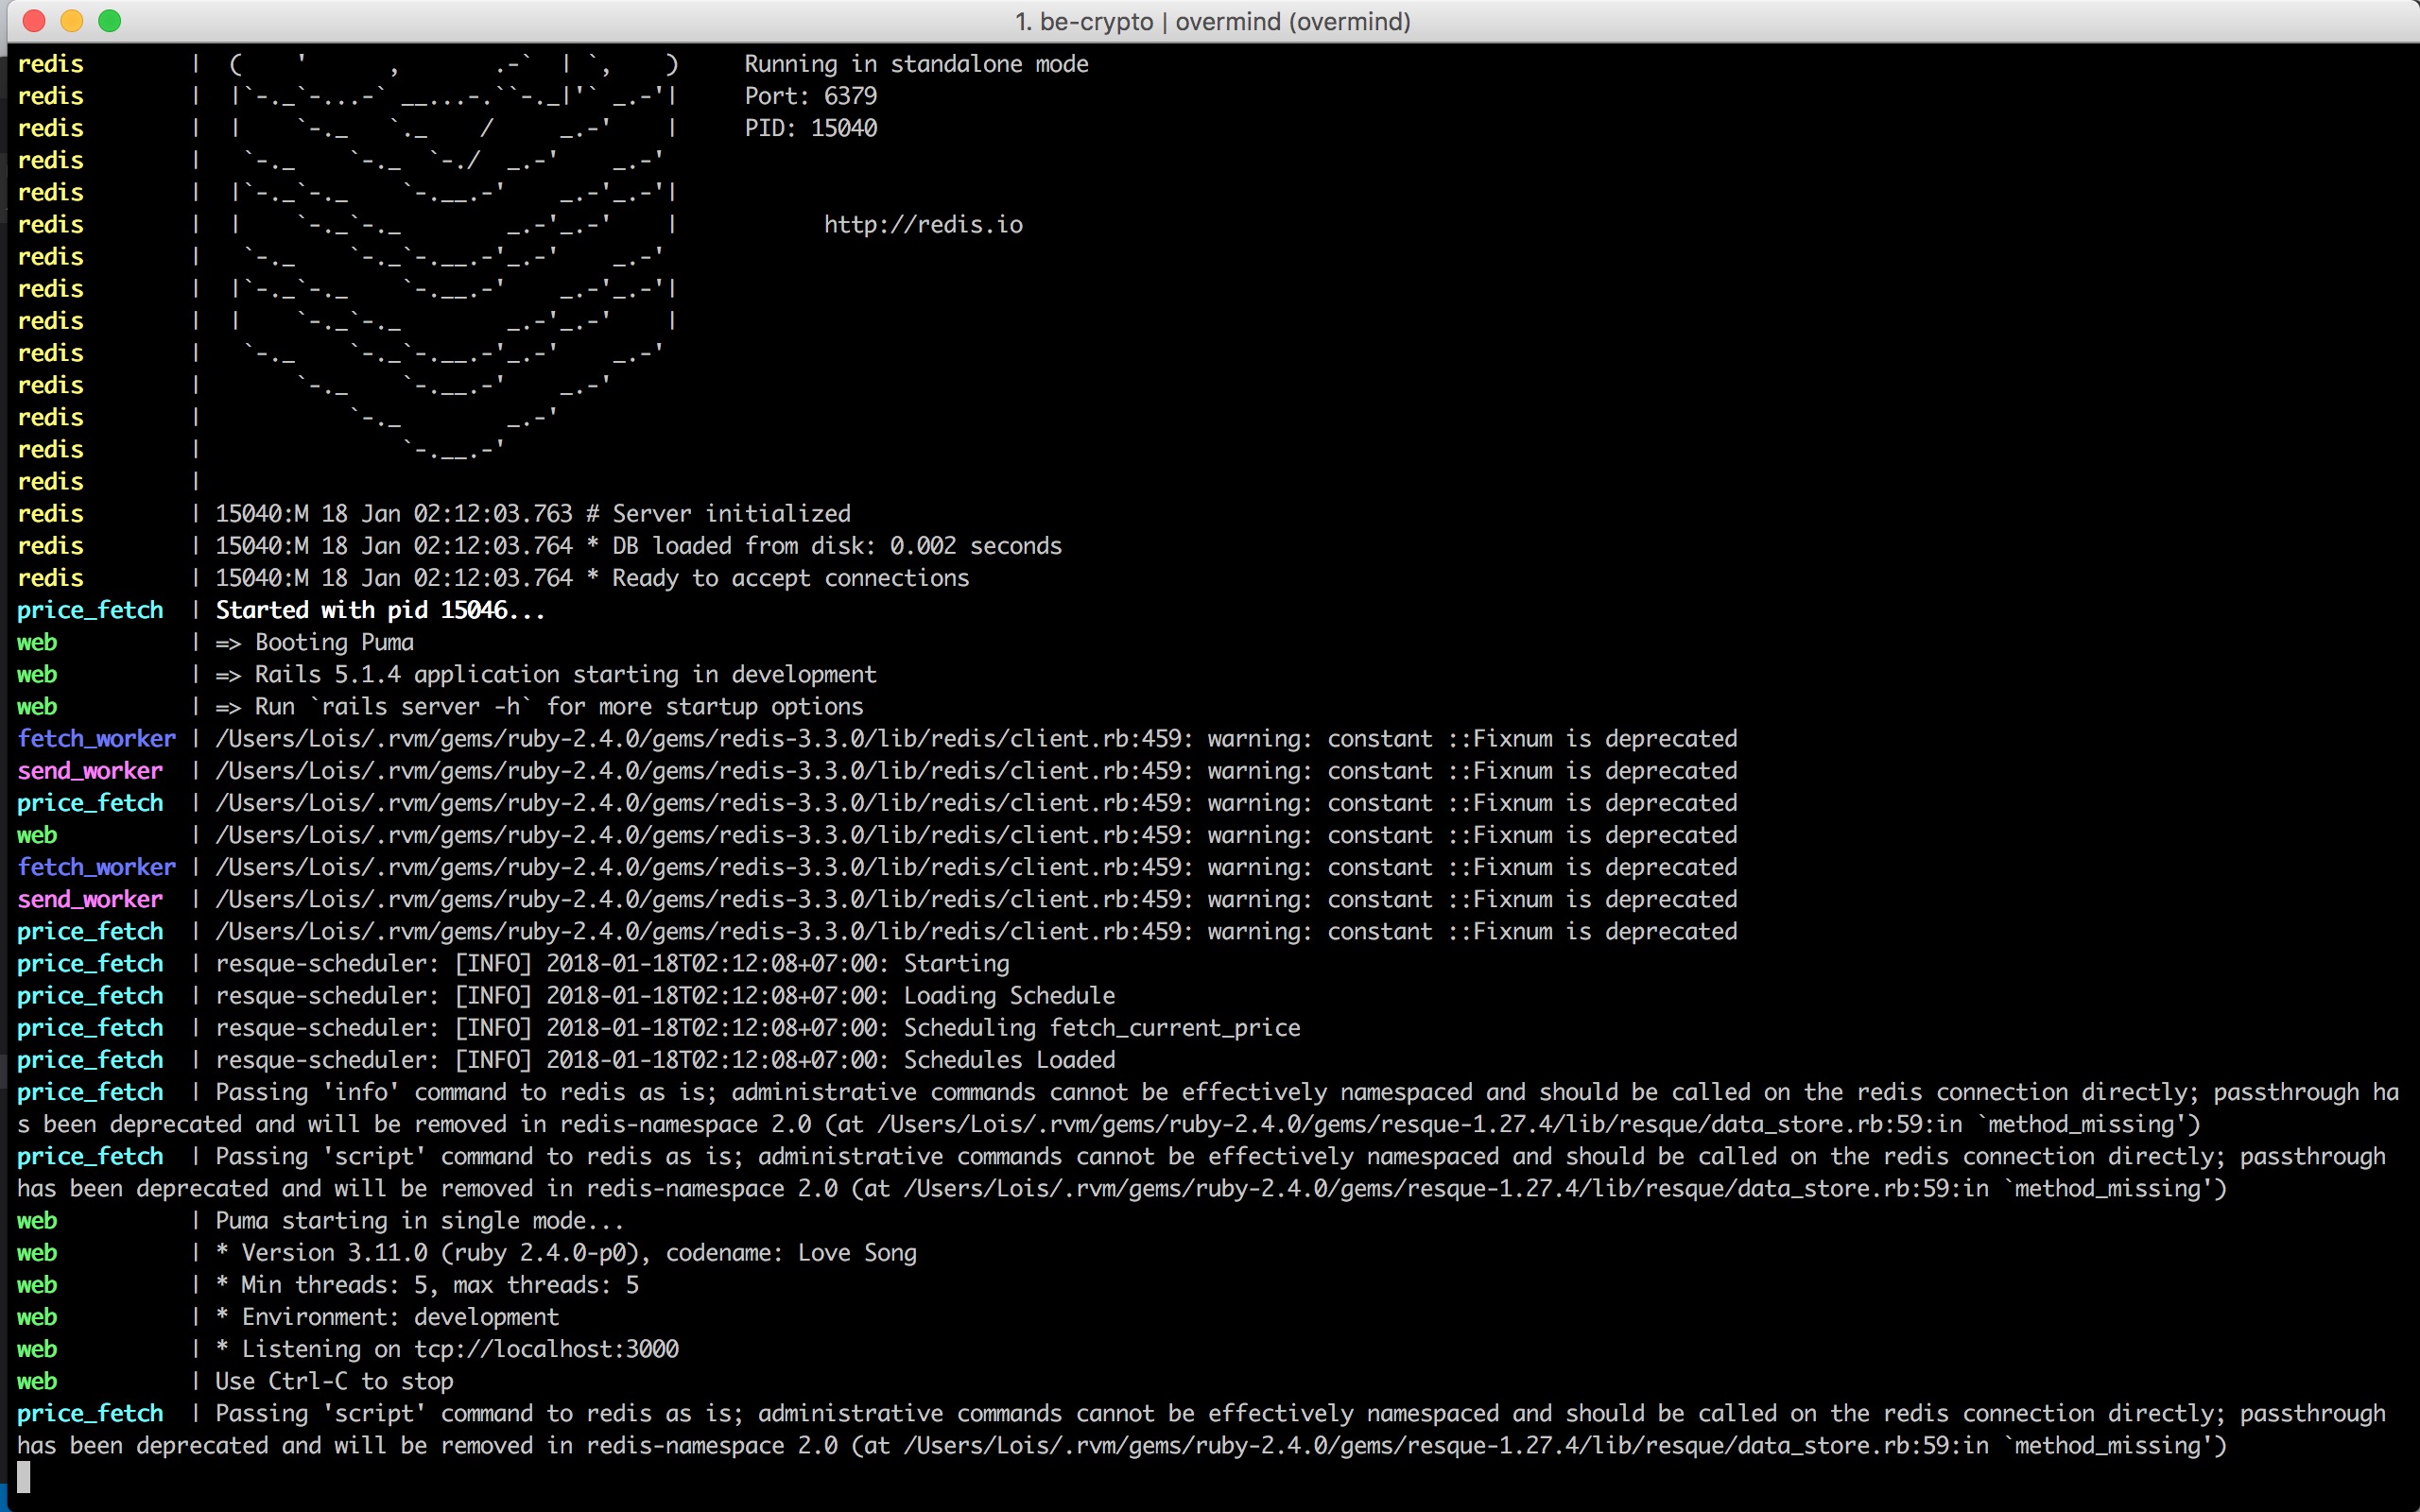 1. be-crypto | overmind (overmind)
redis        |  (    '      ,       .-`  | `,    )     Running in standalone mode
redis        |  |`-._`-...-` __...-.``-._|'` _.-'|     Port: 6379
redis        |  |    `-._   `._    /     _.-'    |     PID: 15040
redis        |   `-._    `-._  `-./  _.-'    _.-'
redis        |  |`-._`-._    `-.__.-'    _.-'_.-'|
redis        |  |    `-._`-._        _.-'_.-'    |           http://redis.io
redis        |   `-._    `-._`-.__.-'_.-'    _.-'
redis        |  |`-._`-._    `-.__.-'    _.-'_.-'|
redis        |  |    `-._`-._        _.-'_.-'    |
redis        |   `-._    `-._`-.__.-'_.-'    _.-'
redis        |       `-._    `-.__.-'    _.-'
redis        |           `-._        _.-'
redis        |               `-.__.-'
redis        |
redis        | 15040:M 18 Jan 02:12:03.763 # Server initialized
redis        | 15040:M 18 Jan 02:12:03.764 * DB loaded from disk: 0.002 seconds
redis        | 15040:M 18 Jan 02:12:03.764 * Ready to accept connections
price_fetch  | Started with pid 15046...
web          | => Booting Puma
web          | => Rails 5.1.4 application starting in development
web          | => Run `rails server -h` for more startup options
fetch_worker | /Users/Lois/.rvm/gems/ruby-2.4.0/gems/redis-3.3.0/lib/redis/client.rb:459: warning: constant ::Fixnum is deprecated
send_worker  | /Users/Lois/.rvm/gems/ruby-2.4.0/gems/redis-3.3.0/lib/redis/client.rb:459: warning: constant ::Fixnum is deprecated
price_fetch  | /Users/Lois/.rvm/gems/ruby-2.4.0/gems/redis-3.3.0/lib/redis/client.rb:459: warning: constant ::Fixnum is deprecated
web          | /Users/Lois/.rvm/gems/ruby-2.4.0/gems/redis-3.3.0/lib/redis/client.rb:459: warning: constant ::Fixnum is deprecated
fetch_worker | /Users/Lois/.rvm/gems/ruby-2.4.0/gems/redis-3.3.0/lib/redis/client.rb:459: warning: constant ::Fixnum is deprecated
send_worker  | /Users/Lois/.rvm/gems/ruby-2.4.0/gems/redis-3.3.0/lib/redis/client.rb:459: warning: constant ::Fixnum is deprecated
price_fetch  | /Users/Lois/.rvm/gems/ruby-2.4.0/gems/redis-3.3.0/lib/redis/client.rb:459: warning: constant ::Fixnum is deprecated
price_fetch  | resque-scheduler: [INFO] 2018-01-18T02:12:08+07:00: Starting
price_fetch  | resque-scheduler: [INFO] 2018-01-18T02:12:08+07:00: Loading Schedule
price_fetch  | resque-scheduler: [INFO] 2018-01-18T02:12:08+07:00: Scheduling fetch_current_price
price_fetch  | resque-scheduler: [INFO] 2018-01-18T02:12:08+07:00: Schedules Loaded
price_fetch  | Passing 'info' command to redis as is; administrative commands cannot be effectively namespaced and should be called on the redis connection directly; passthrough ha
s been deprecated and will be removed in redis-namespace 2.0 (at /Users/Lois/.rvm/gems/ruby-2.4.0/gems/resque-1.27.4/lib/resque/data_store.rb:59:in `method_missing')
price_fetch  | Passing 'script' command to redis as is; administrative commands cannot be effectively namespaced and should be called on the redis connection directly; passthrough
has been deprecated and will be removed in redis-namespace 2.0 (at /Users/Lois/.rvm/gems/ruby-2.4.0/gems/resque-1.27.4/lib/resque/data_store.rb:59:in `method_missing')
web          | Puma starting in single mode...
web          | * Version 3.11.0 (ruby 2.4.0-p0), codename: Love Song
web          | * Min threads: 5, max threads: 5
web          | * Environment: development
web          | * Listening on tcp://localhost:3000
web          | Use Ctrl-C to stop
price_fetch  | Passing 'script' command to redis as is; administrative commands cannot be effectively namespaced and should be called on the redis connection directly; passthrough
has been deprecated and will be removed in redis-namespace 2.0 (at /Users/Lois/.rvm/gems/ruby-2.4.0/gems/resque-1.27.4/lib/resque/data_store.rb:59:in `method_missing')